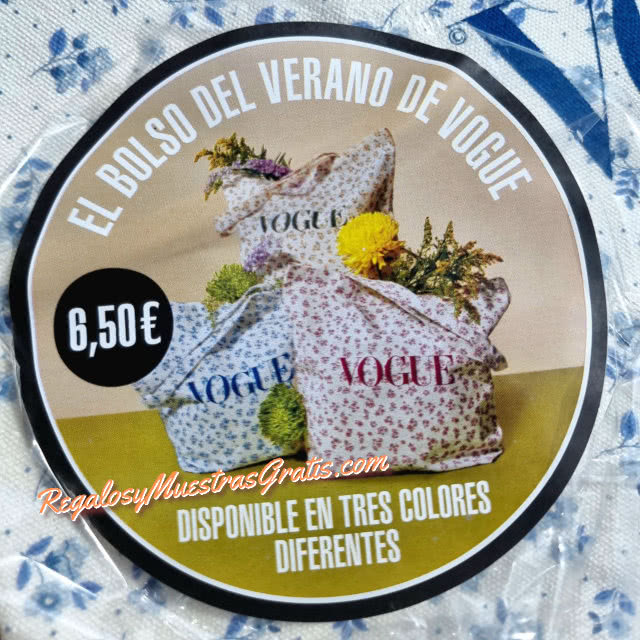 EL BOLSO DEL VERANO DE VOGUE
VOGUE
6,50€
VOGUE
VOGUE
RegalosyMuestrasGratis.com
DISPONIBLE EN TRES COLORES
DIFERENTES
©